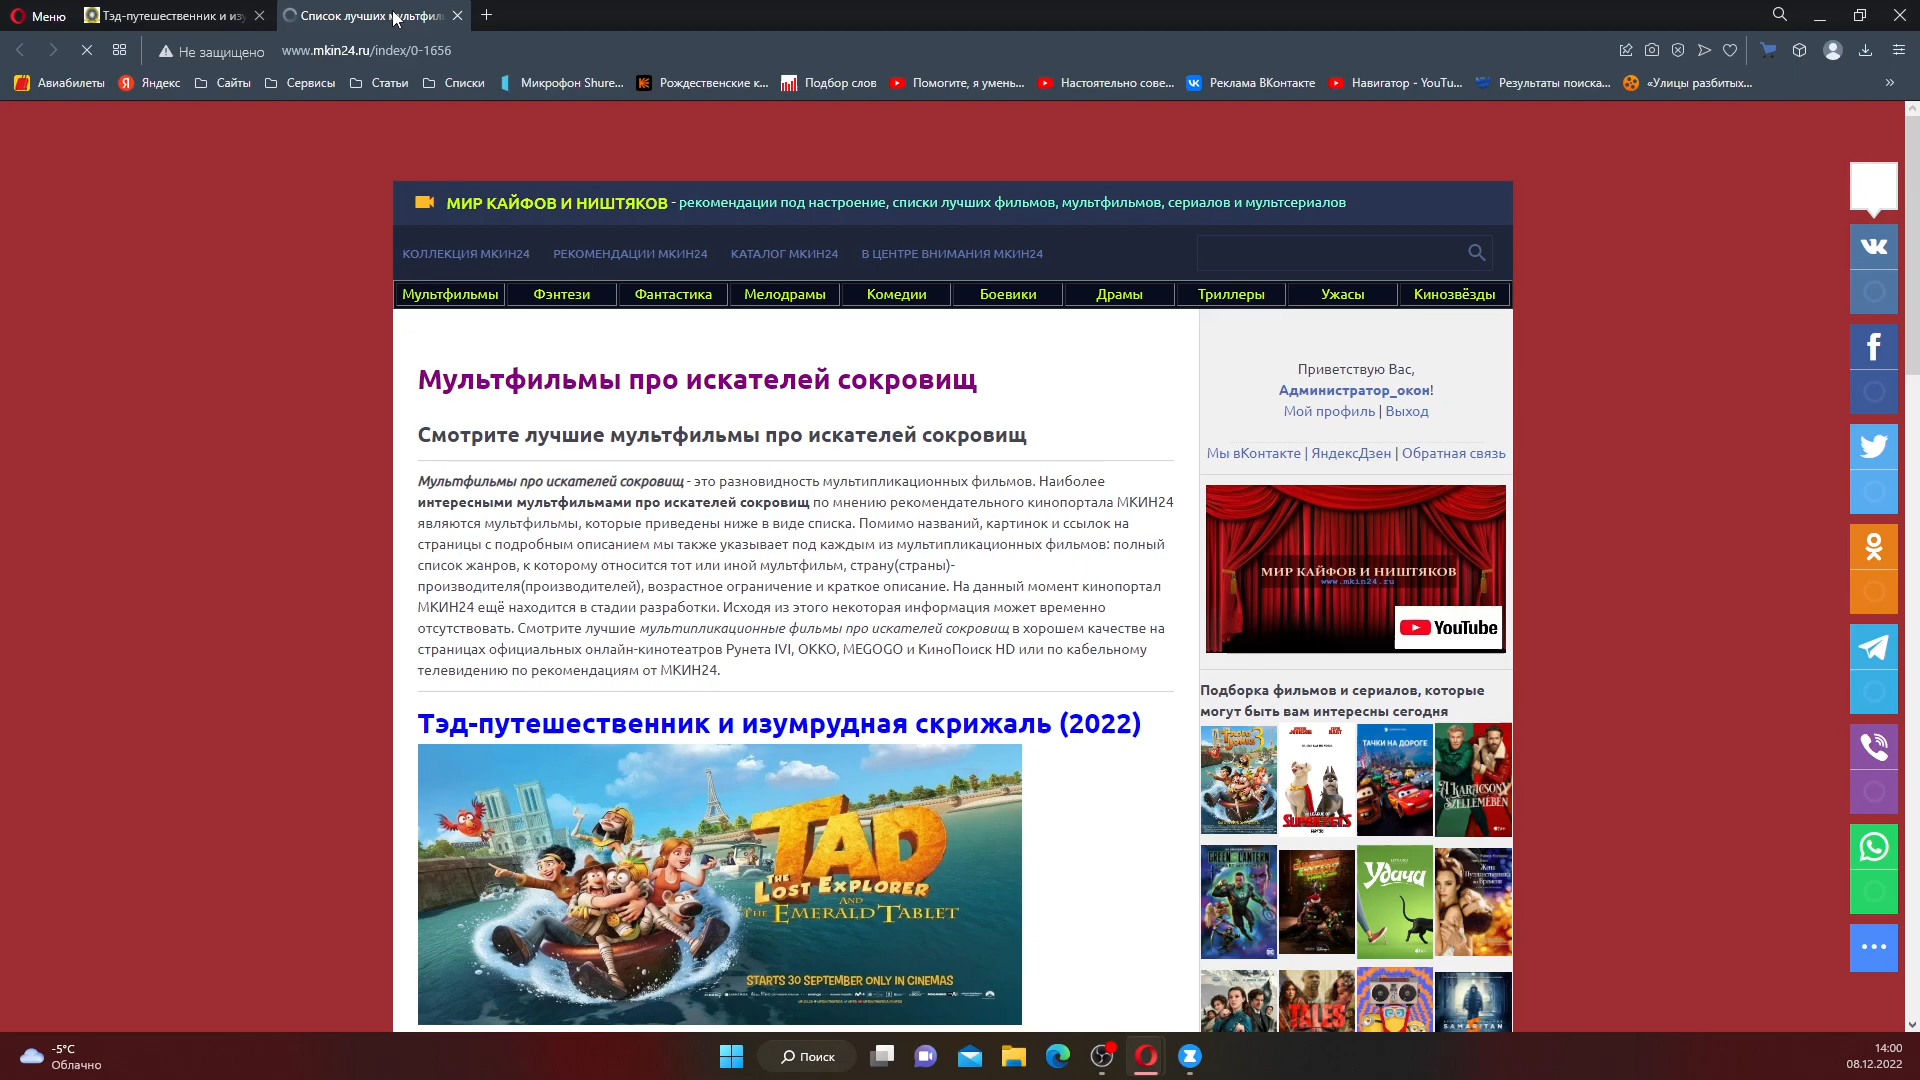 Меню
Тэд-путешественник и изу
Список лучших мультфил
Не защищено
www.mkin24.ru/index/0-1656
Авиабилеты
Яндекс
Сайты
Сервисы
Статьи
Списки
Микрофон Shure...
Рождественские к...
Подбор слов
Помогите, я умень...
Настоятельно сове...
Реклама ВКонтакте
Навигатор - YouTu...
Результаты поиска...
«Улицы разбитых...
МИР КАЙФОВ И НИШТЯКОВ - рекомендации под настроение, списки лучших фильмов, мультфильмов, сериалов и мультсериалов
КОЛЛЕКЦИЯ МКИН24
РЕКОМЕНДАЦИИ МКИН24
КАТАЛОГ МКИН24
В ЦЕНТРЕ ВНИМАНИЯ МКИН24
Мультфильмы
Фэнтези
Фантастика
Мелодрамы
Комедии
Боевики
Драмы
Триллеры
Ужасы
Кинозвёзды
Мультфильмы про искателей сокровищ
Смотрите лучшие мультфильмы про искателей сокровищ
Мультфильмы про искателей сокровищ - это разновидность мультипликационных фильмов. Наиболее
интересными мультфильмами про искателей сокровищ по мнению рекомендательного кинопортала МКИН24
являются мультфильмы, которые приведены ниже в виде списка. Помимо названий, картинок и ссылок на
страницы с подробным описанием мы также указывает под каждым из мультипликационных фильмов: полный
список жанров, к которому относится тот или иной мультфильм, страну(страны)-
производителя(производителей), возрастное ограничение и краткое описание. На данный момент кинопортал
МКИН24 ещё находится в стадии разработки. Исходя из этого некоторая информация может временно
отсутствовать. Смотрите лучшие мультипликационные фильмы про искателей сокровищ в хорошем качестве на
страницах официальных онлайн-кинотеатров Рунета IVI, OKKO, MEGOGO и КиноПоиск HD или по кабельному
телевидению по рекомендациям от МКИН24.
Тэд-путешественник и изумрудная скрижаль (2022)
TAD
THE LOST EXPLORER
AND
THE EMERALD TABLET
STARTS 30 SEPTEMBER ONLY IN CINEMAS
Приветствую Вас,
Администратор_окон!
Мой профиль | Выход
Мы вКонтакте | ЯндексДзен | Обратная связь
МИР КАЙФОВ И НИШТЯКОВ
www.mkin24.ru
YouTube
Подборка фильмов и сериалов, которые
могут быть вам интересны сегодня
ТАЧКИ НА ДОРОГЕ
A KARÁCSONY
SZELLEMÉBEN
GREEN LANTERN
Удача
TALES
SAMARITAN
-5°C
Облачно
Поиск
14:00
08.12.2022